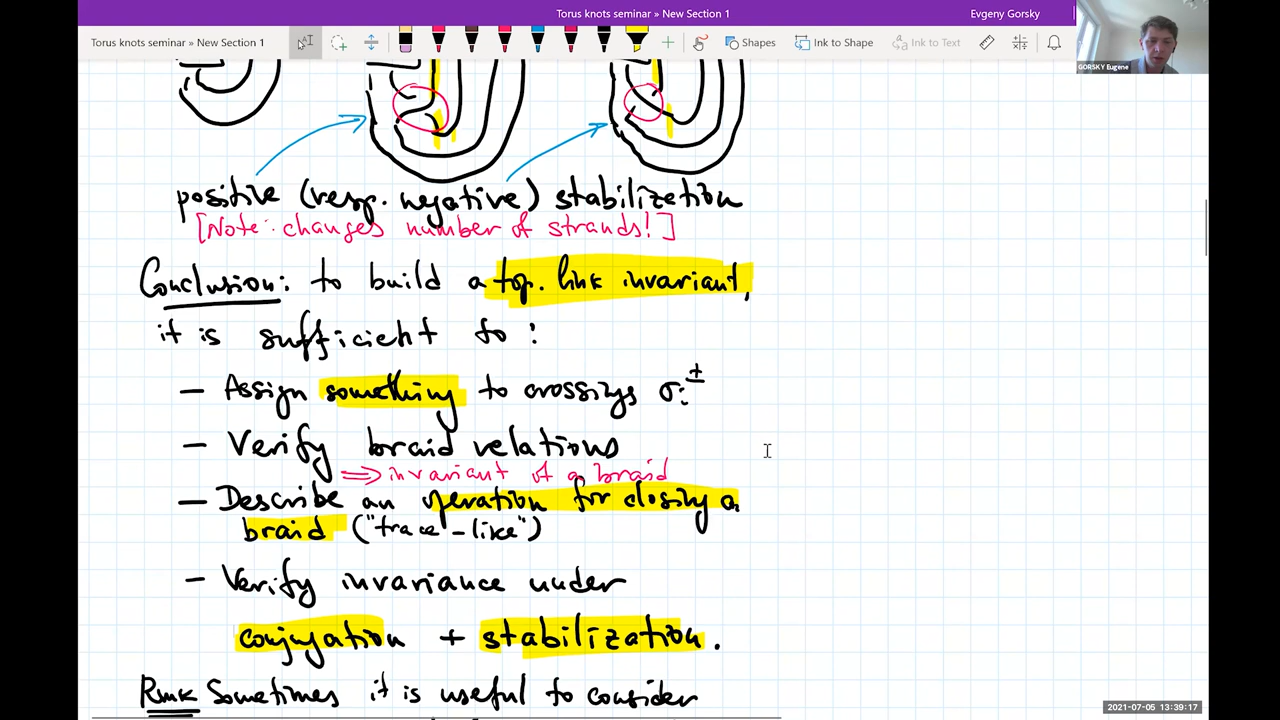 Torus knots seminar » New Section 1
Evgeny Gorsky
Torus knots seminar » New Section 1
Shapes
Ink to Shape
Ink to Text
GORSKY Eugene
positive (resp. negative) stabilization
[Note: changes number of strands!]
Conclusion: to build a top. link invariant,
it is sufficient to:
- Assign something to crossings σi±
- Verify braid relations
⇒ invariant of a braid
- Describe an operation for closing a
braid ("trace-like")
- Verify invariance under
conjugation + stabilization.
Rmk Sometimes it is useful to consider
2021-07-05 13:39:17